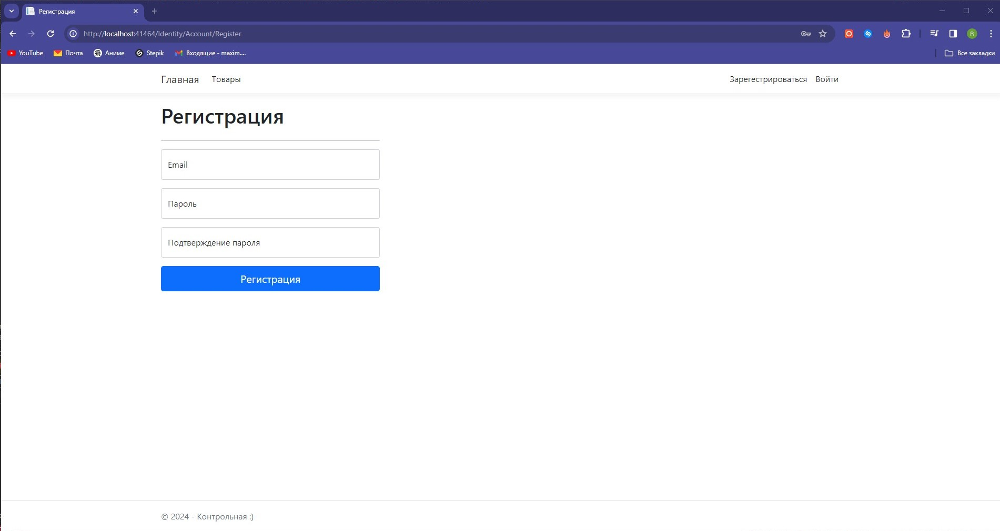 Регистрация
http://localhost:41464/Identity/Account/Register
R
YouTube Почта Аниме Stepik Входящие - maxim.... Все закладки
Главная Товары Зарегестрироваться Войти
Регистрация
Email
Пароль
Подтверждение пароля
Регистрация
© 2024 - Контрольная :)